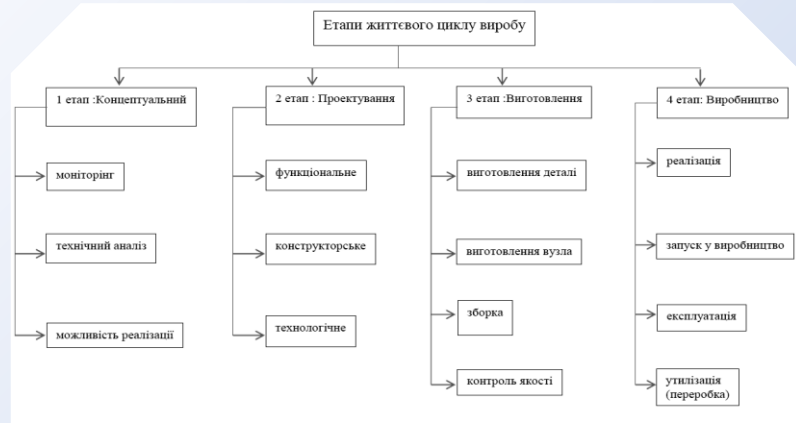 Етапи життєвого циклу виробу
1 етап :Концептуальний
моніторінг
технічний аналіз
можливість реалізації
2 етап : Проектування
функціональне
конструкторське
технологічне
3 етап :Виготовлення
виготовлення деталі
виготовлення вузла
зборка
контроль якості
4 етап: Виробництво
реалізація
запуск у виробництво
експлуатація
утилізація
(переробка)